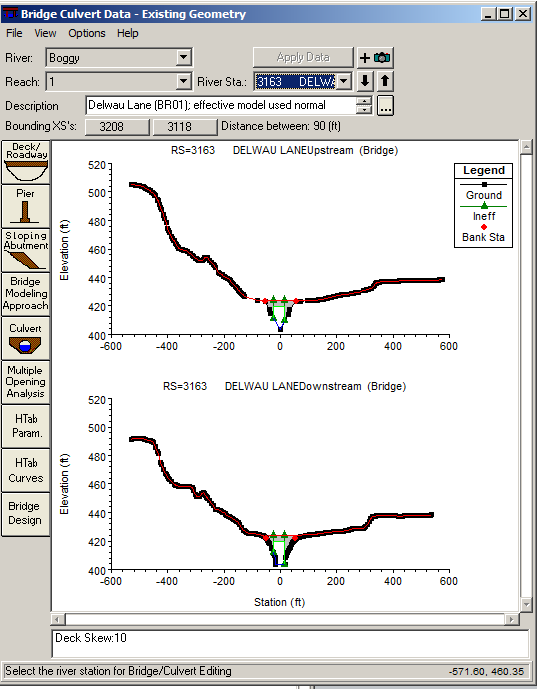 Bridge Culvert Data - Existing Geometry
File View Options Help
River: Boggy Apply Data
Reach: 1 River Sta.: 3163 DELWAU LANE
Description Delwau Lane (BR01); effective model used normal ...
Bounding XS's: 3208 3118 Distance between: 90 (ft)
Deck/
Roadway
Pier
Sloping
Abutment
Bridge
Modeling
Approach
Culvert
Multiple
Opening
Analysis
HTab
Param.
HTab
Curves
Bridge
Design
RS=3163 DELWAU LANEUpstream (Bridge)
Elevation (ft)
520
500
480
460
440
420
400
-600 -400 -200 0 200 400 600
Legend
Ground
Ineff
Bank Sta
RS=3163 DELWAU LANEDownstream (Bridge)
Elevation (ft)
520
500
480
460
440
420
400
-600 -400 -200 0 200 400 600
Station (ft)
Deck Skew:10
Select the river station for Bridge/Culvert Editing -571.60, 460.35